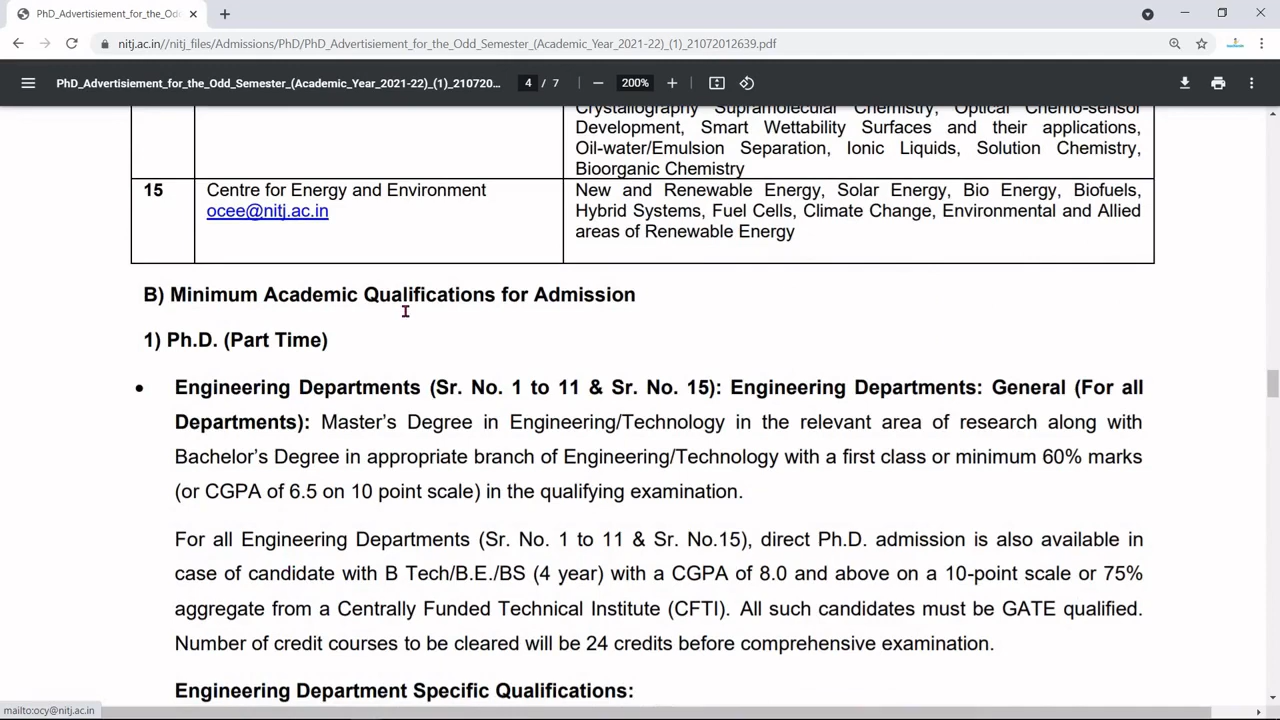 PhD_Advertisiement_for_the_Odd
nitj.ac.in//nitj_files/Admissions/PhD/PhD_Advertisiement_for_the_Odd_Semester_(Academic_Year_2021-22)_(1)_21072012639.pdf
PhD_Advertisiement_for_the_Odd_Semester_(Academic_Year_2021-22)_(1)_210720... 4 / 7 200%
Crystallography Supramolecular Chemistry, Optical Chemo-sensor
Development, Smart Wettability Surfaces and their applications,
Oil-water/Emulsion Separation, Ionic Liquids, Solution Chemistry,
Bioorganic Chemistry
15 Centre for Energy and Environment New and Renewable Energy, Solar Energy, Bio Energy, Biofuels,
ocee@nitj.ac.in Hybrid Systems, Fuel Cells, Climate Change, Environmental and Allied
areas of Renewable Energy
B) Minimum Academic Qualifications for Admission
1) Ph.D. (Part Time)
• Engineering Departments (Sr. No. 1 to 11 & Sr. No. 15): Engineering Departments: General (For all
Departments): Master’s Degree in Engineering/Technology in the relevant area of research along with
Bachelor’s Degree in appropriate branch of Engineering/Technology with a first class or minimum 60% marks
(or CGPA of 6.5 on 10 point scale) in the qualifying examination.
For all Engineering Departments (Sr. No. 1 to 11 & Sr. No.15), direct Ph.D. admission is also available in
case of candidate with B Tech/B.E./BS (4 year) with a CGPA of 8.0 and above on a 10-point scale or 75%
aggregate from a Centrally Funded Technical Institute (CFTI). All such candidates must be GATE qualified.
Number of credit courses to be cleared will be 24 credits before comprehensive examination.
Engineering Department Specific Qualifications:
mailto:ocy@nitj.ac.in